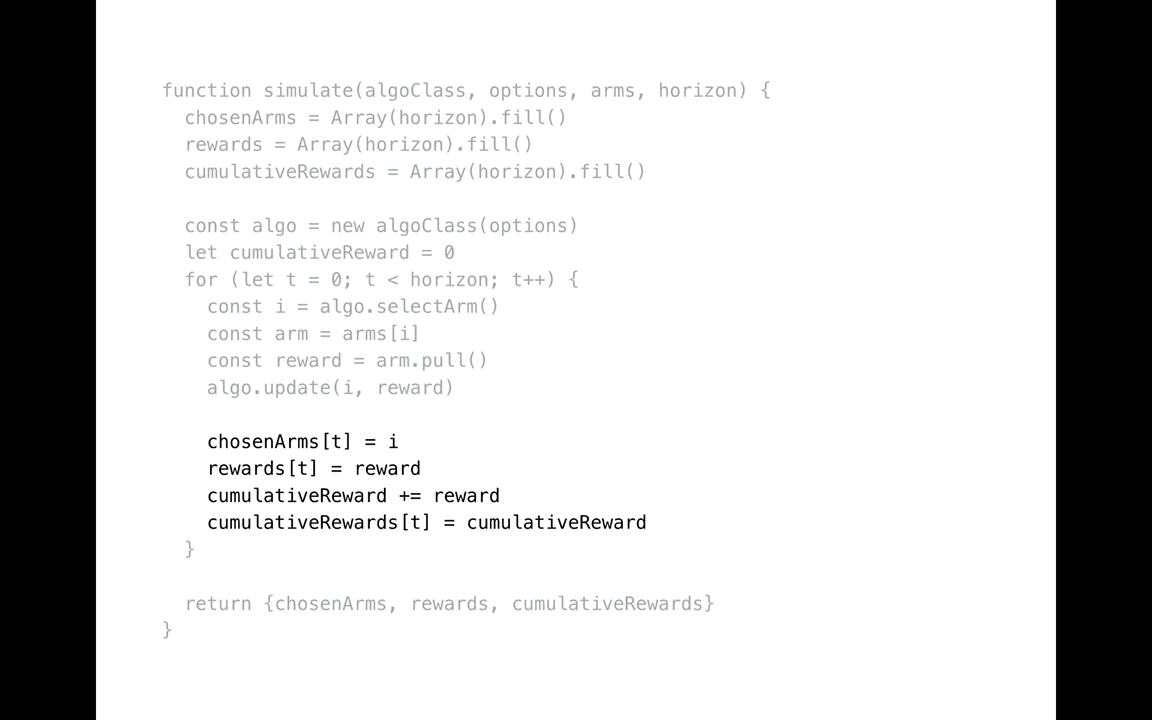 function simulate(algoClass, options, arms, horizon) {
  chosenArms = Array(horizon).fill()
  rewards = Array(horizon).fill()
  cumulativeRewards = Array(horizon).fill()

  const algo = new algoClass(options)
  let cumulativeReward = 0
  for (let t = 0; t < horizon; t++) {
    const i = algo.selectArm()
    const arm = arms[i]
    const reward = arm.pull()
    algo.update(i, reward)

    chosenArms[t] = i
    rewards[t] = reward
    cumulativeReward += reward
    cumulativeRewards[t] = cumulativeReward
  }

  return {chosenArms, rewards, cumulativeRewards}
}